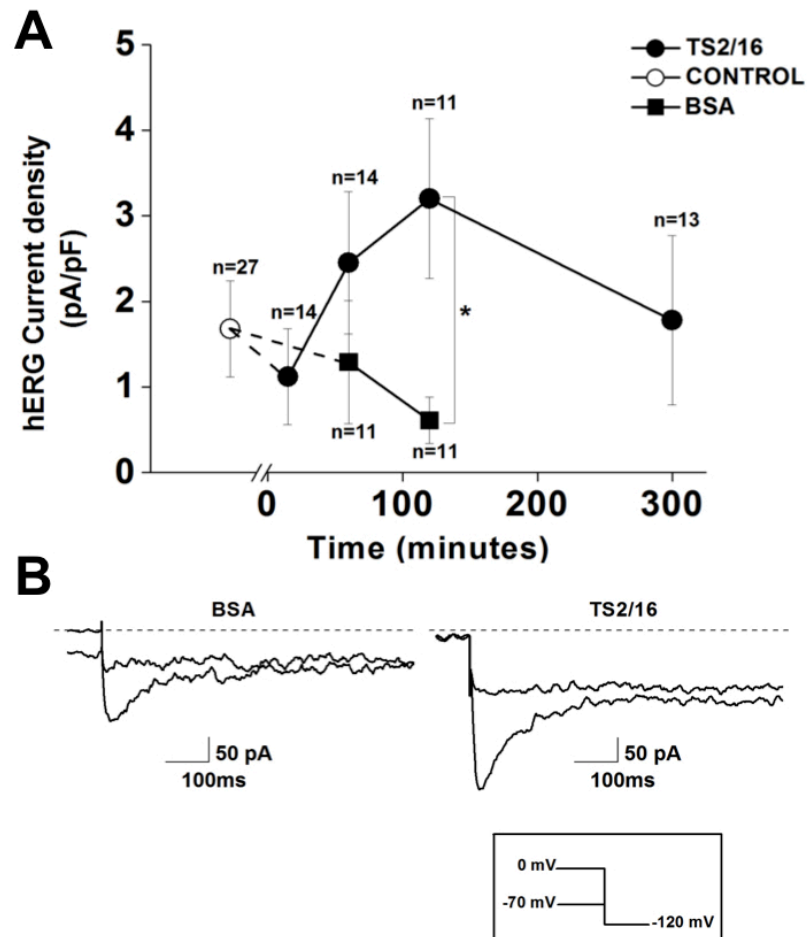 A
5
4
3
2
1
0
hERG Current density
(pA/pF)
TS2/16
CONTROL
BSA
n=27
n=14
n=14
n=11
n=13
*
n=11
n=11
0
100
200
300
Time (minutes)
B
BSA
TS2/16
50 pA
100ms
50 pA
100ms
0 mV
-70 mV
-120 mV